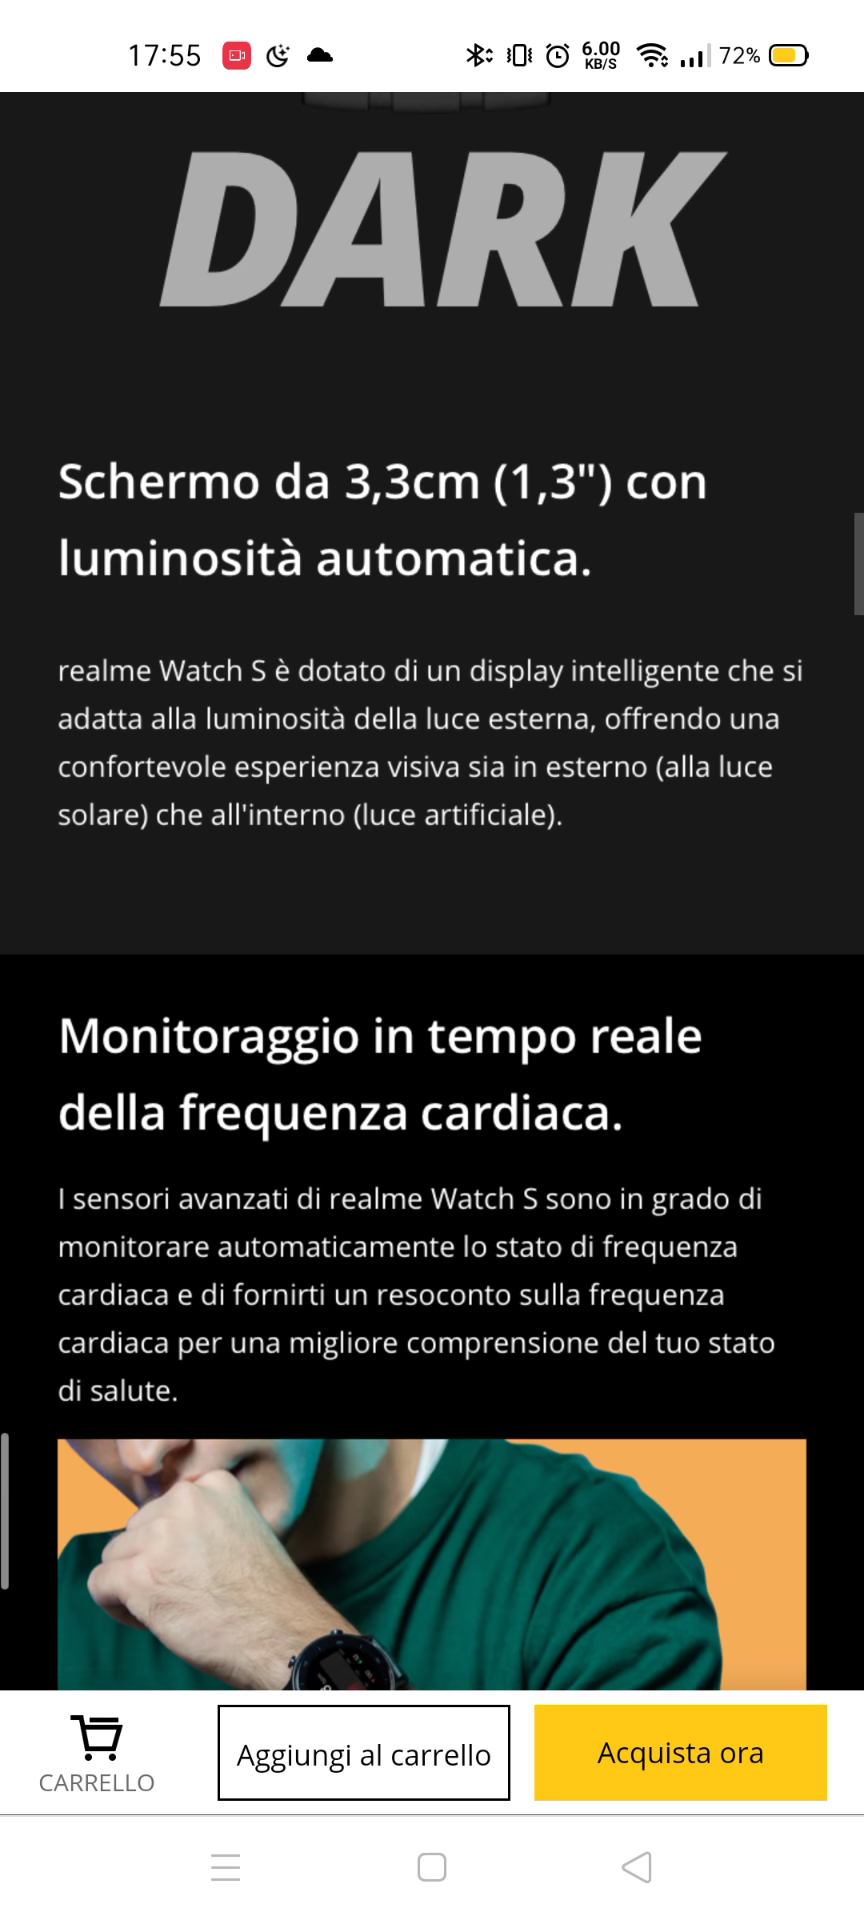 17:55 6.00 KB/S 72%
DARK
Schermo da 3,3cm (1,3") con
luminosità automatica.
realme Watch S è dotato di un display intelligente che si
adatta alla luminosità della luce esterna, offrendo una
confortevole esperienza visiva sia in esterno (alla luce
solare) che all'interno (luce artificiale).
Monitoraggio in tempo reale
della frequenza cardiaca.
I sensori avanzati di realme Watch S sono in grado di
monitorare automaticamente lo stato di frequenza
cardiaca e di fornirti un resoconto sulla frequenza
cardiaca per una migliore comprensione del tuo stato
di salute.
CARRELLO
Aggiungi al carrello
Acquista ora